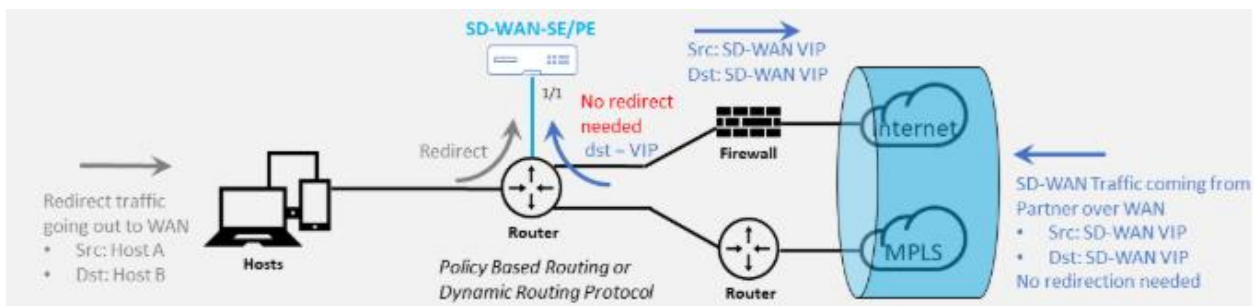 SD-WAN-SE/PE
1/1
Src: SD-WAN VIP
Dst: SD-WAN VIP
No redirect
needed
dst – VIP
Redirect
Redirect traffic
going out to WAN
• Src: Host A
• Dst: Host B
Hosts
Router
Policy Based Routing or
Dynamic Routing Protocol
Firewall
Router
Internet
MPLS
SD-WAN Traffic coming from
Partner over WAN
• Src: SD-WAN VIP
• Dst: SD-WAN VIP
No redirection needed